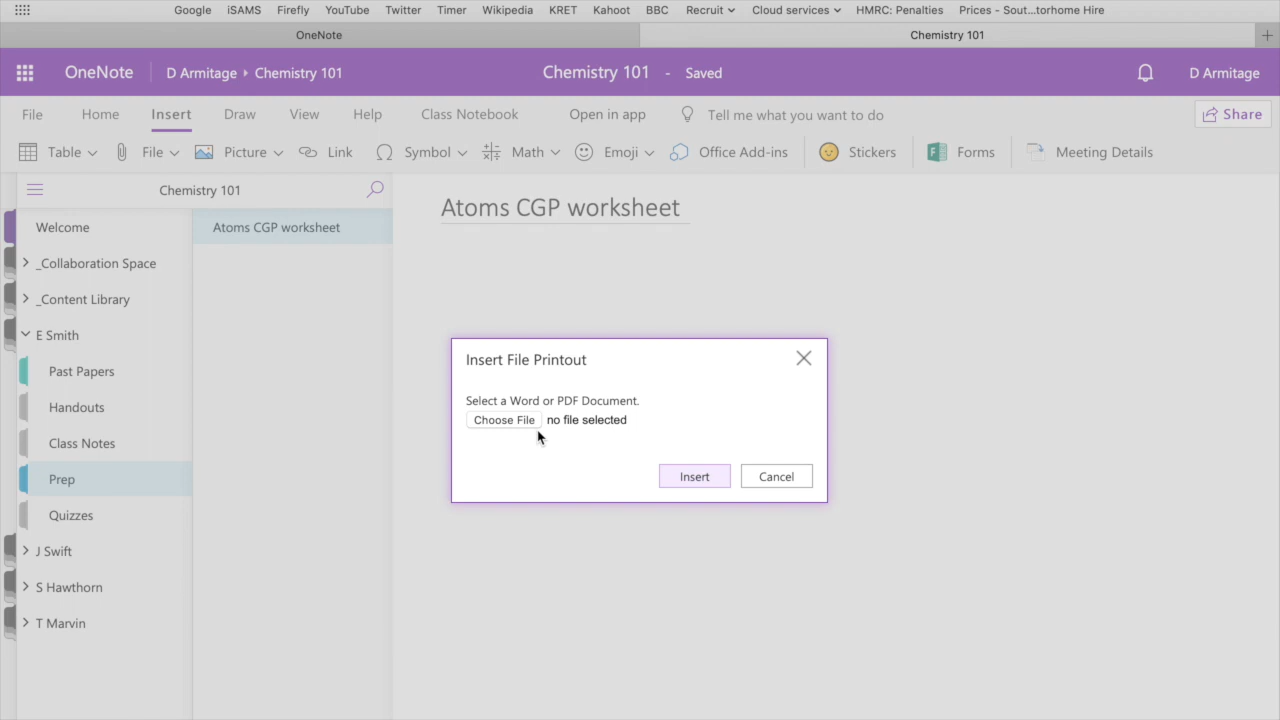 Google iSAMS Firefly YouTube Twitter Timer Wikipedia KRET Kahoot BBC Recruit Cloud services HMRC: Penalties Prices - Sout...torhome Hire
OneNote Chemistry 101
OneNote D Armitage Chemistry 101 Chemistry 101 - Saved D Armitage
File Home Insert Draw View Help Class Notebook Open in app Tell me what you want to do Share
Table File Picture Link Symbol Math Emoji Office Add-ins Stickers Forms Meeting Details
Chemistry 101
Welcome
_Collaboration Space
_Content Library
E Smith
Past Papers
Handouts
Class Notes
Prep
Quizzes
J Swift
S Hawthorn
T Marvin
Atoms CGP worksheet
Atoms CGP worksheet
Insert File Printout
Select a Word or PDF Document.
Choose File no file selected
Insert Cancel